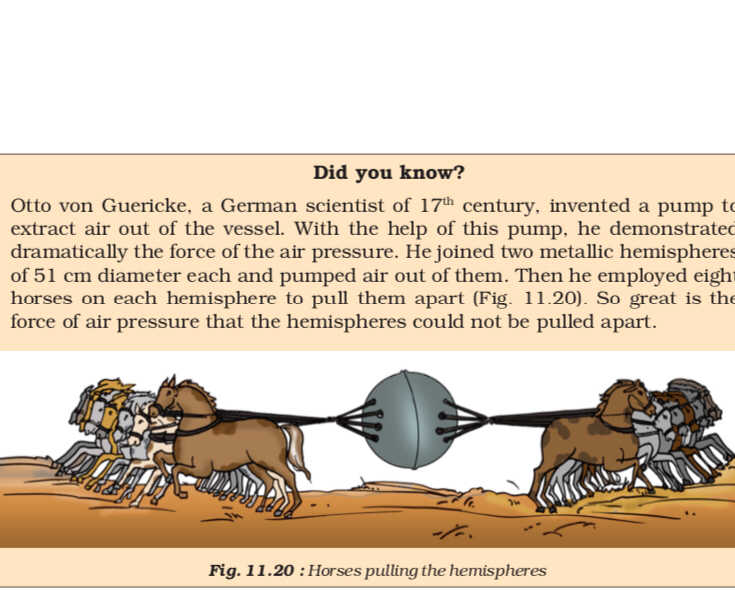 Did you know?
Otto von Guericke, a German scientist of 17th century, invented a pump to
extract air out of the vessel. With the help of this pump, he demonstrated
dramatically the force of the air pressure. He joined two metallic hemispheres
of 51 cm diameter each and pumped air out of them. Then he employed eight
horses on each hemisphere to pull them apart (Fig. 11.20). So great is the
force of air pressure that the hemispheres could not be pulled apart.
Fig. 11.20 : Horses pulling the hemispheres